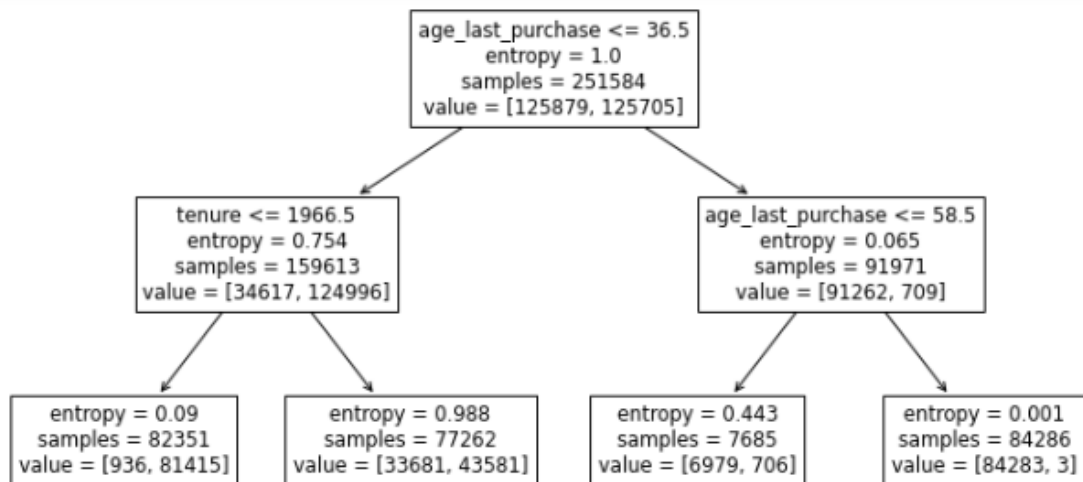 age_last_purchase <= 36.5
entropy = 1.0
samples = 251584
value = [125879, 125705]
tenure <= 1966.5
entropy = 0.754
samples = 159613
value = [34617, 124996]
age_last_purchase <= 58.5
entropy = 0.065
samples = 91971
value = [91262, 709]
entropy = 0.09
samples = 82351
value = [936, 81415]
entropy = 0.988
samples = 77262
value = [33681, 43581]
entropy = 0.443
samples = 7685
value = [6979, 706]
entropy = 0.001
samples = 84286
value = [84283, 3]